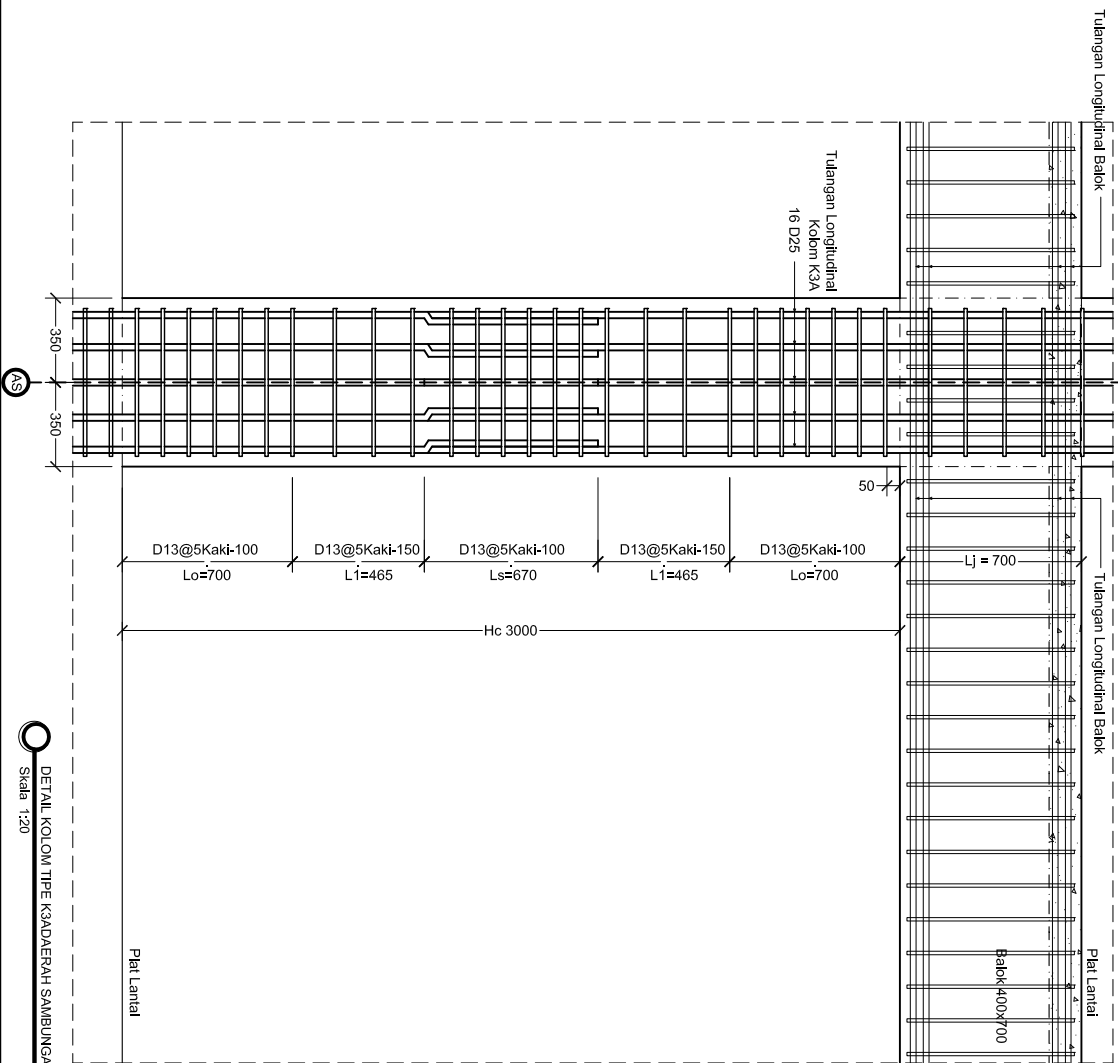 Tulangan Longitudinal Balok
Tulangan Longitudinal
Kolom K3A
16 D25
350
350
AS
50
D13@5Kaki-100
Lo=700
D13@5Kaki-150
L1=465
D13@5Kaki-100
Ls=670
D13@5Kaki-150
L1=465
D13@5Kaki-100
Lo=700
Lj = 700
Hc 3000
Tulangan Longitudinal Balok
Plat Lantai
Balok 400x700
Plat Lantai
DETAIL KOLOM TIPE K3ADAERAH SAMBUNGA
Skala 1:20